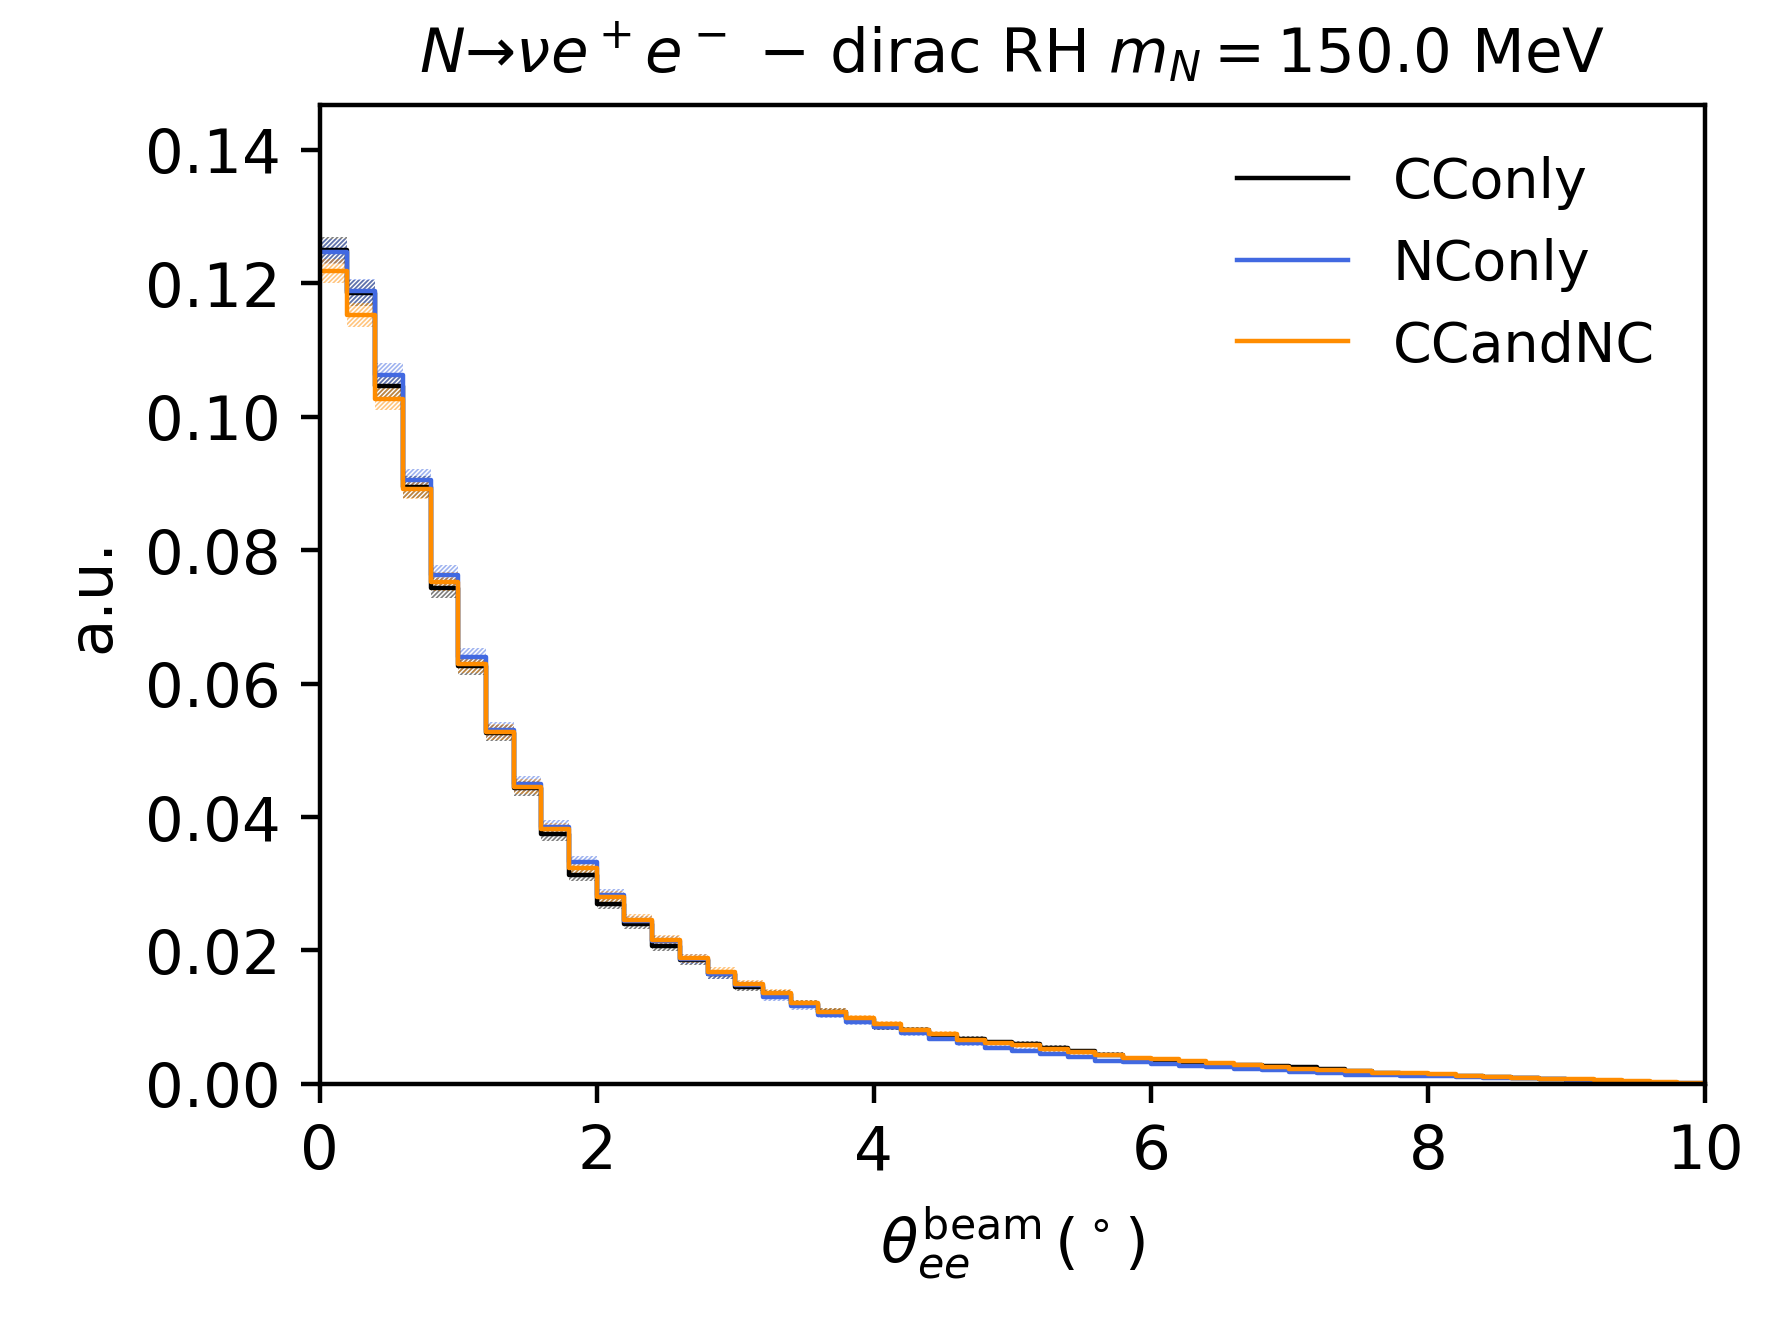 N→νe⁺e⁻ − dirac RH m_N = 150.0 MeV
0.14
0.12
0.10
0.08
0.06
0.04
0.02
0.00
a.u.
CConly
NConly
CCandNC
0 2 4 6 8 10
θ_ee^beam (°)